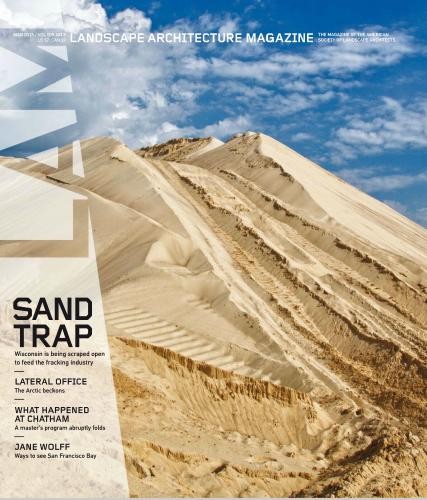 LANDSCAPE ARCHITECTURE MAGAZINE
THE MAGAZINE OF THE AMERICAN
SOCIETY OF LANDSCAPE ARCHITECTS
LAM
SAND
TRAP
Wisconsin is being scraped open
to feed the fracking industry
LATERAL OFFICE
The Arctic beckons
WHAT HAPPENED
AT CHATHAM
A master's program abruptly folds
JANE WOLFF
Ways to see San Francisco Bay